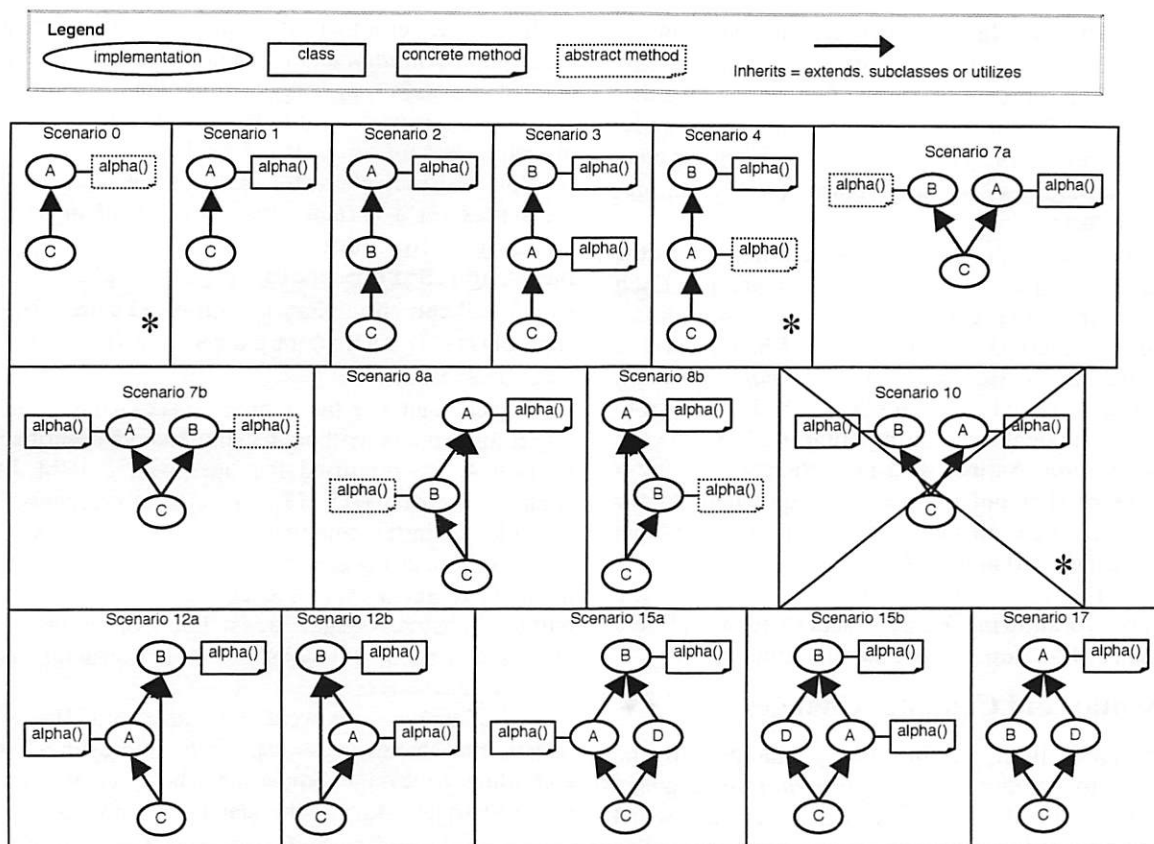 Legend
implementation
class
concrete method
abstract method
Inherits = extends. subclasses or utilizes
Scenario 0
A
alpha()
C
*
Scenario 1
A
alpha()
C
Scenario 2
A
alpha()
B
C
Scenario 3
B
alpha()
A
alpha()
C
Scenario 4
B
alpha()
A
alpha()
C
*
Scenario 7a
alpha()
B
A
alpha()
C
Scenario 7b
alpha()
A
B
alpha()
C
Scenario 8a
A
alpha()
alpha()
B
C
Scenario 8b
A
alpha()
B
alpha()
C
Scenario 10
alpha()
B
A
alpha()
C
*
Scenario 12a
B
alpha()
alpha()
A
C
Scenario 12b
B
alpha()
A
alpha()
C
Scenario 15a
B
alpha()
alpha()
A
D
C
Scenario 15b
B
alpha()
D
A
alpha()
C
Scenario 17
A
alpha()
B
D
C